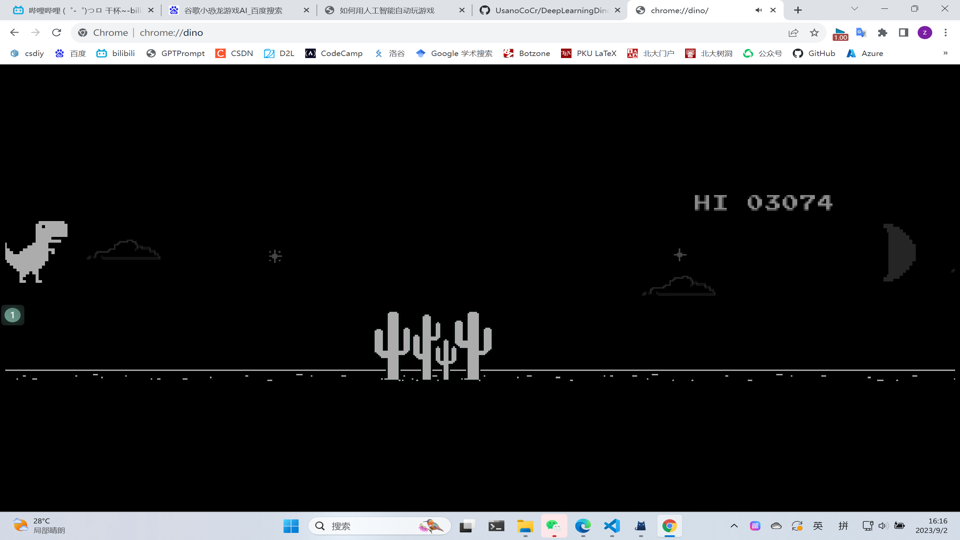 哔哩哔哩 (゜-゜)つロ 干杯~-bili
谷歌小恐龙游戏AI_百度搜索
如何用人工智能自动玩游戏
UsanoCoCr/DeepLearningDin
chrome://dino/
Chrome | chrome://dino
1.00
z
csdiy
百度
bilibili
GPTPrompt
CSDN
D2L
CodeCamp
洛谷
Google 学术搜索
Botzone
PKU LaTeX
北大门户
北大树洞
公众号
GitHub
Azure
»
HI 03074
1
28°C
局部晴朗
搜索
英
拼
16:16
2023/9/2